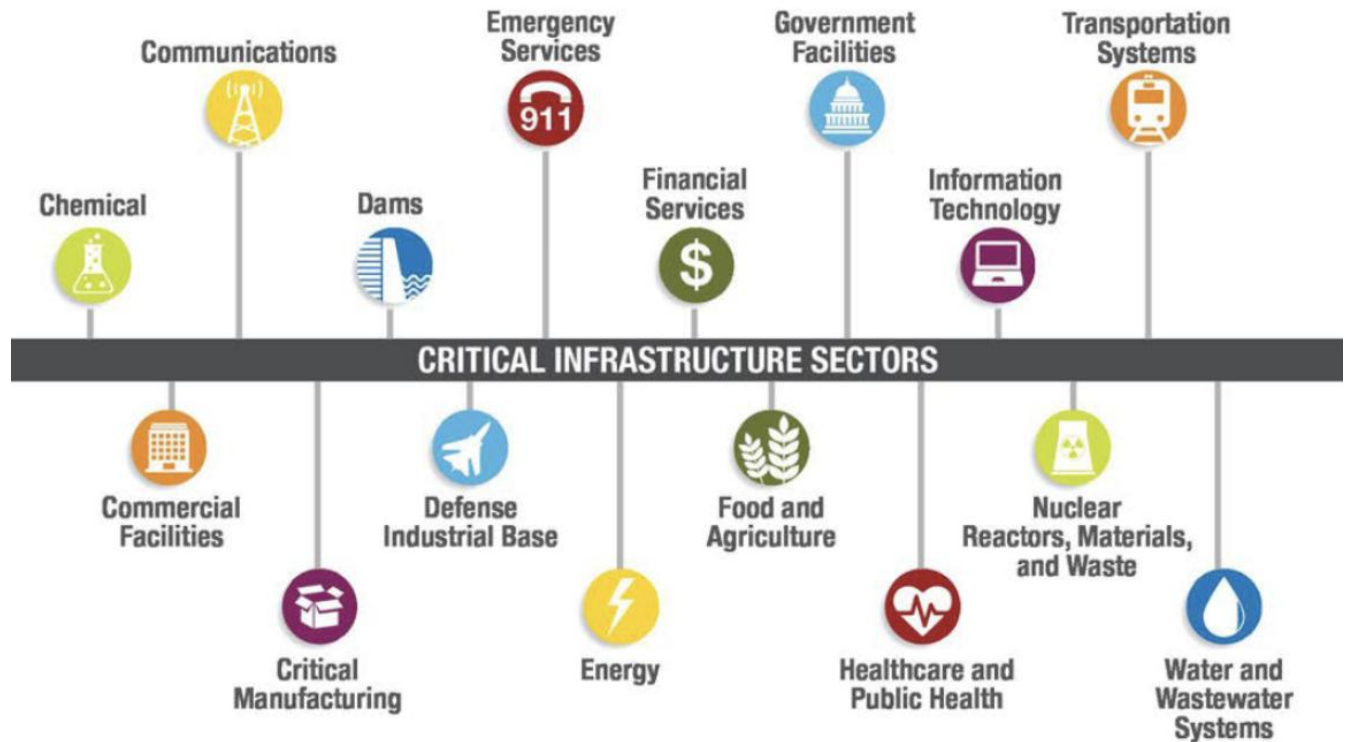 Communications
Emergency
Services
911
Government
Facilities
Transportation
Systems
Chemical
Dams
Financial
Services
$
Information
Technology
CRITICAL INFRASTRUCTURE SECTORS
Commercial
Facilities
Defense
Industrial Base
Food and
Agriculture
Nuclear
Reactors, Materials,
and Waste
Critical
Manufacturing
Energy
Healthcare and
Public Health
Water and
Wastewater
Systems